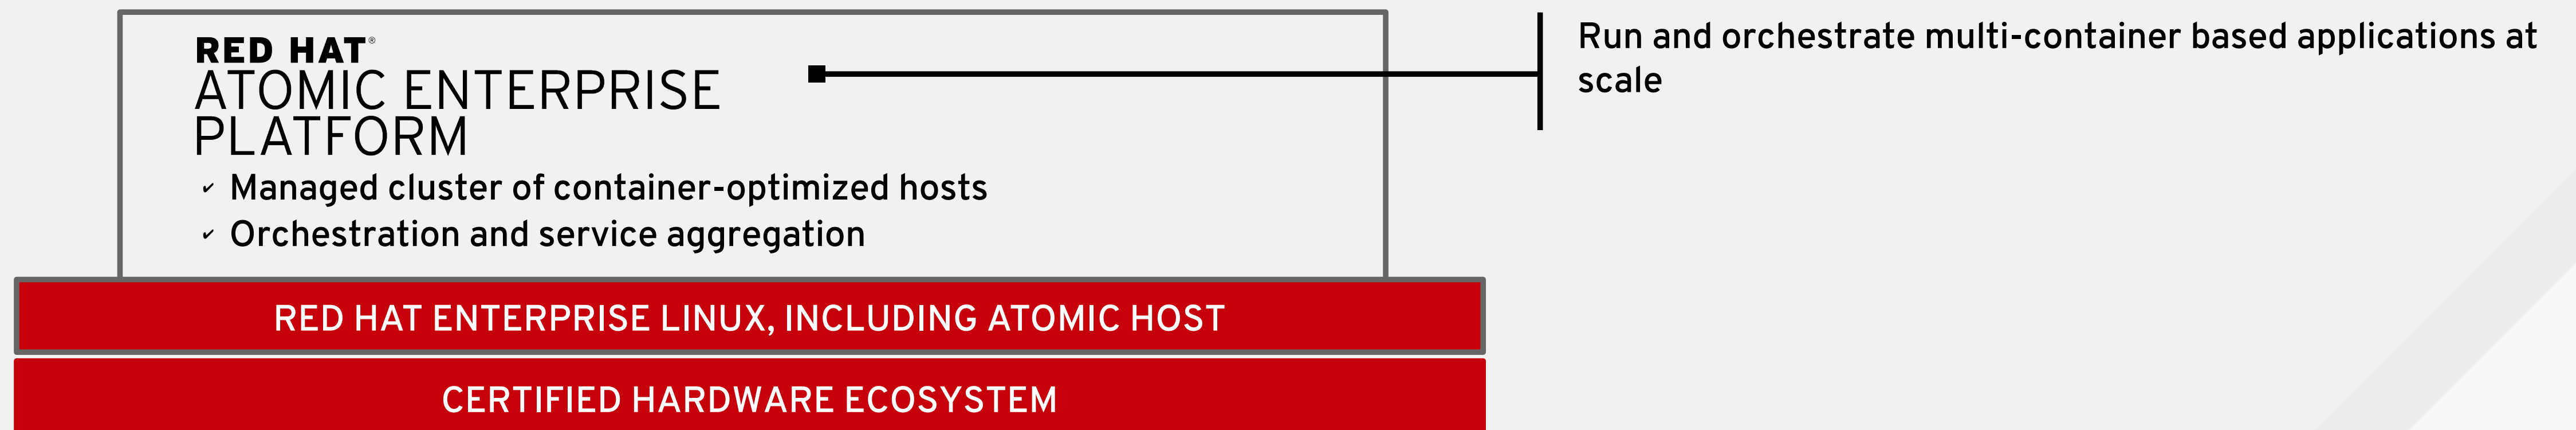 RED HAT®
ATOMIC ENTERPRISE
PLATFORM
✓ Managed cluster of container-optimized hosts
✓ Orchestration and service aggregation
Run and orchestrate multi-container based applications at
scale
RED HAT ENTERPRISE LINUX, INCLUDING ATOMIC HOST
CERTIFIED HARDWARE ECOSYSTEM